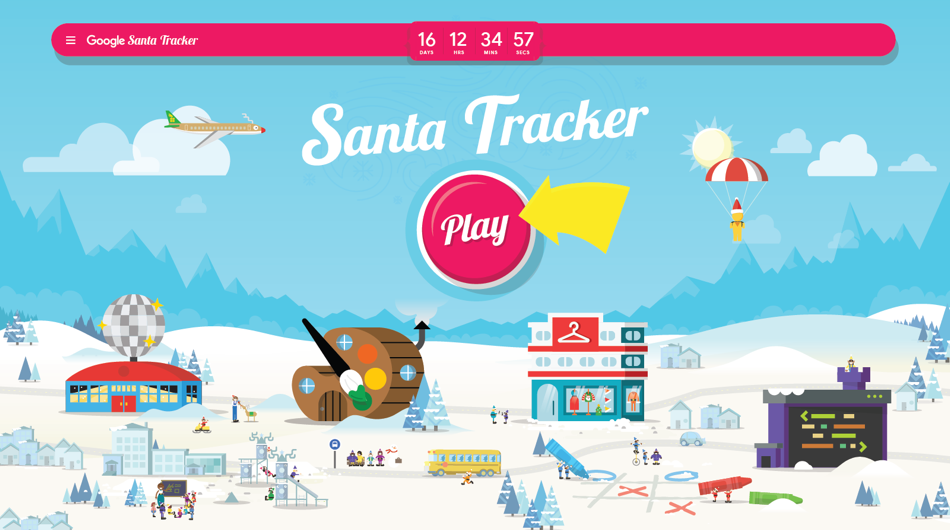 Google Santa Tracker
16 12 34 57
DAYS HRS MINS SECS
Santa Tracker
Play